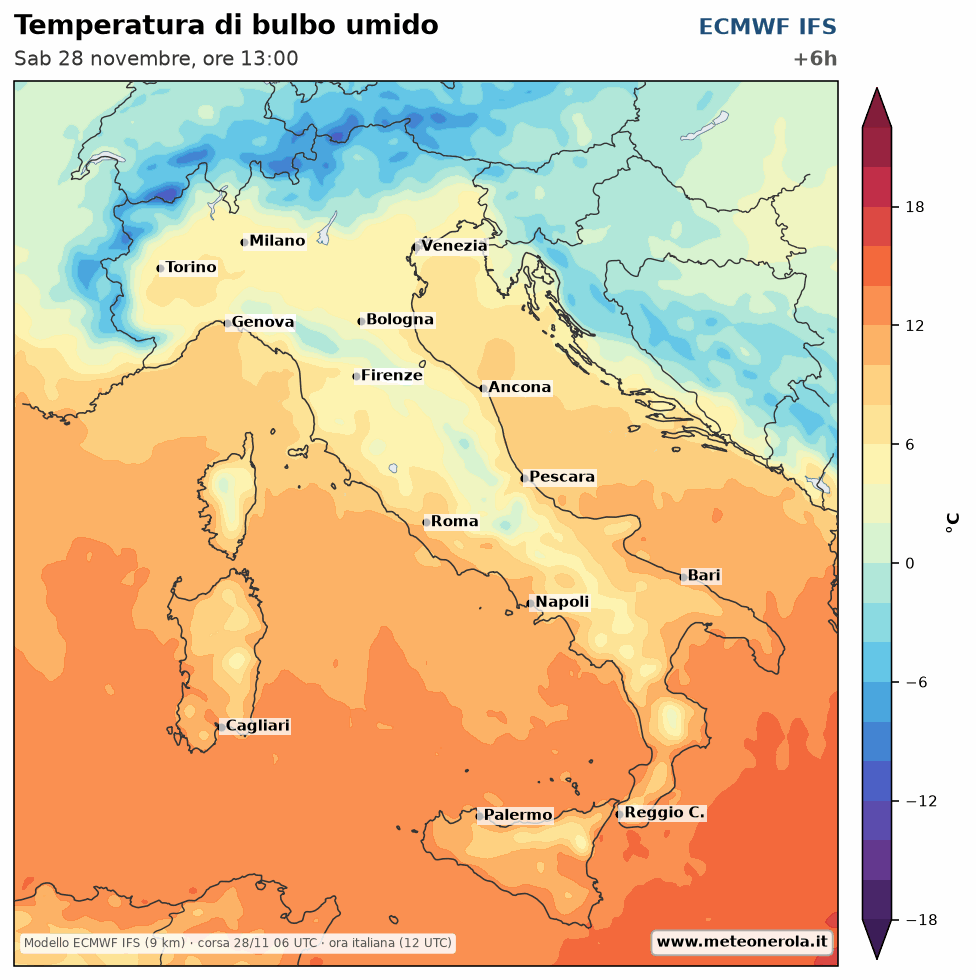 Temperatura di bulbo umido
ECMWF IFS
Sab 28 novembre, ore 13:00
+6h
Milano
Venezia
Torino
Genova
Bologna
Firenze
Ancona
Pescara
Roma
Bari
Napoli
Cagliari
Palermo
Reggio C.
18
12
6
0
−6
−12
−18
°C
Modello ECMWF IFS (9 km) · corsa 28/11 06 UTC · ora italiana (12 UTC)
www.meteonerola.it